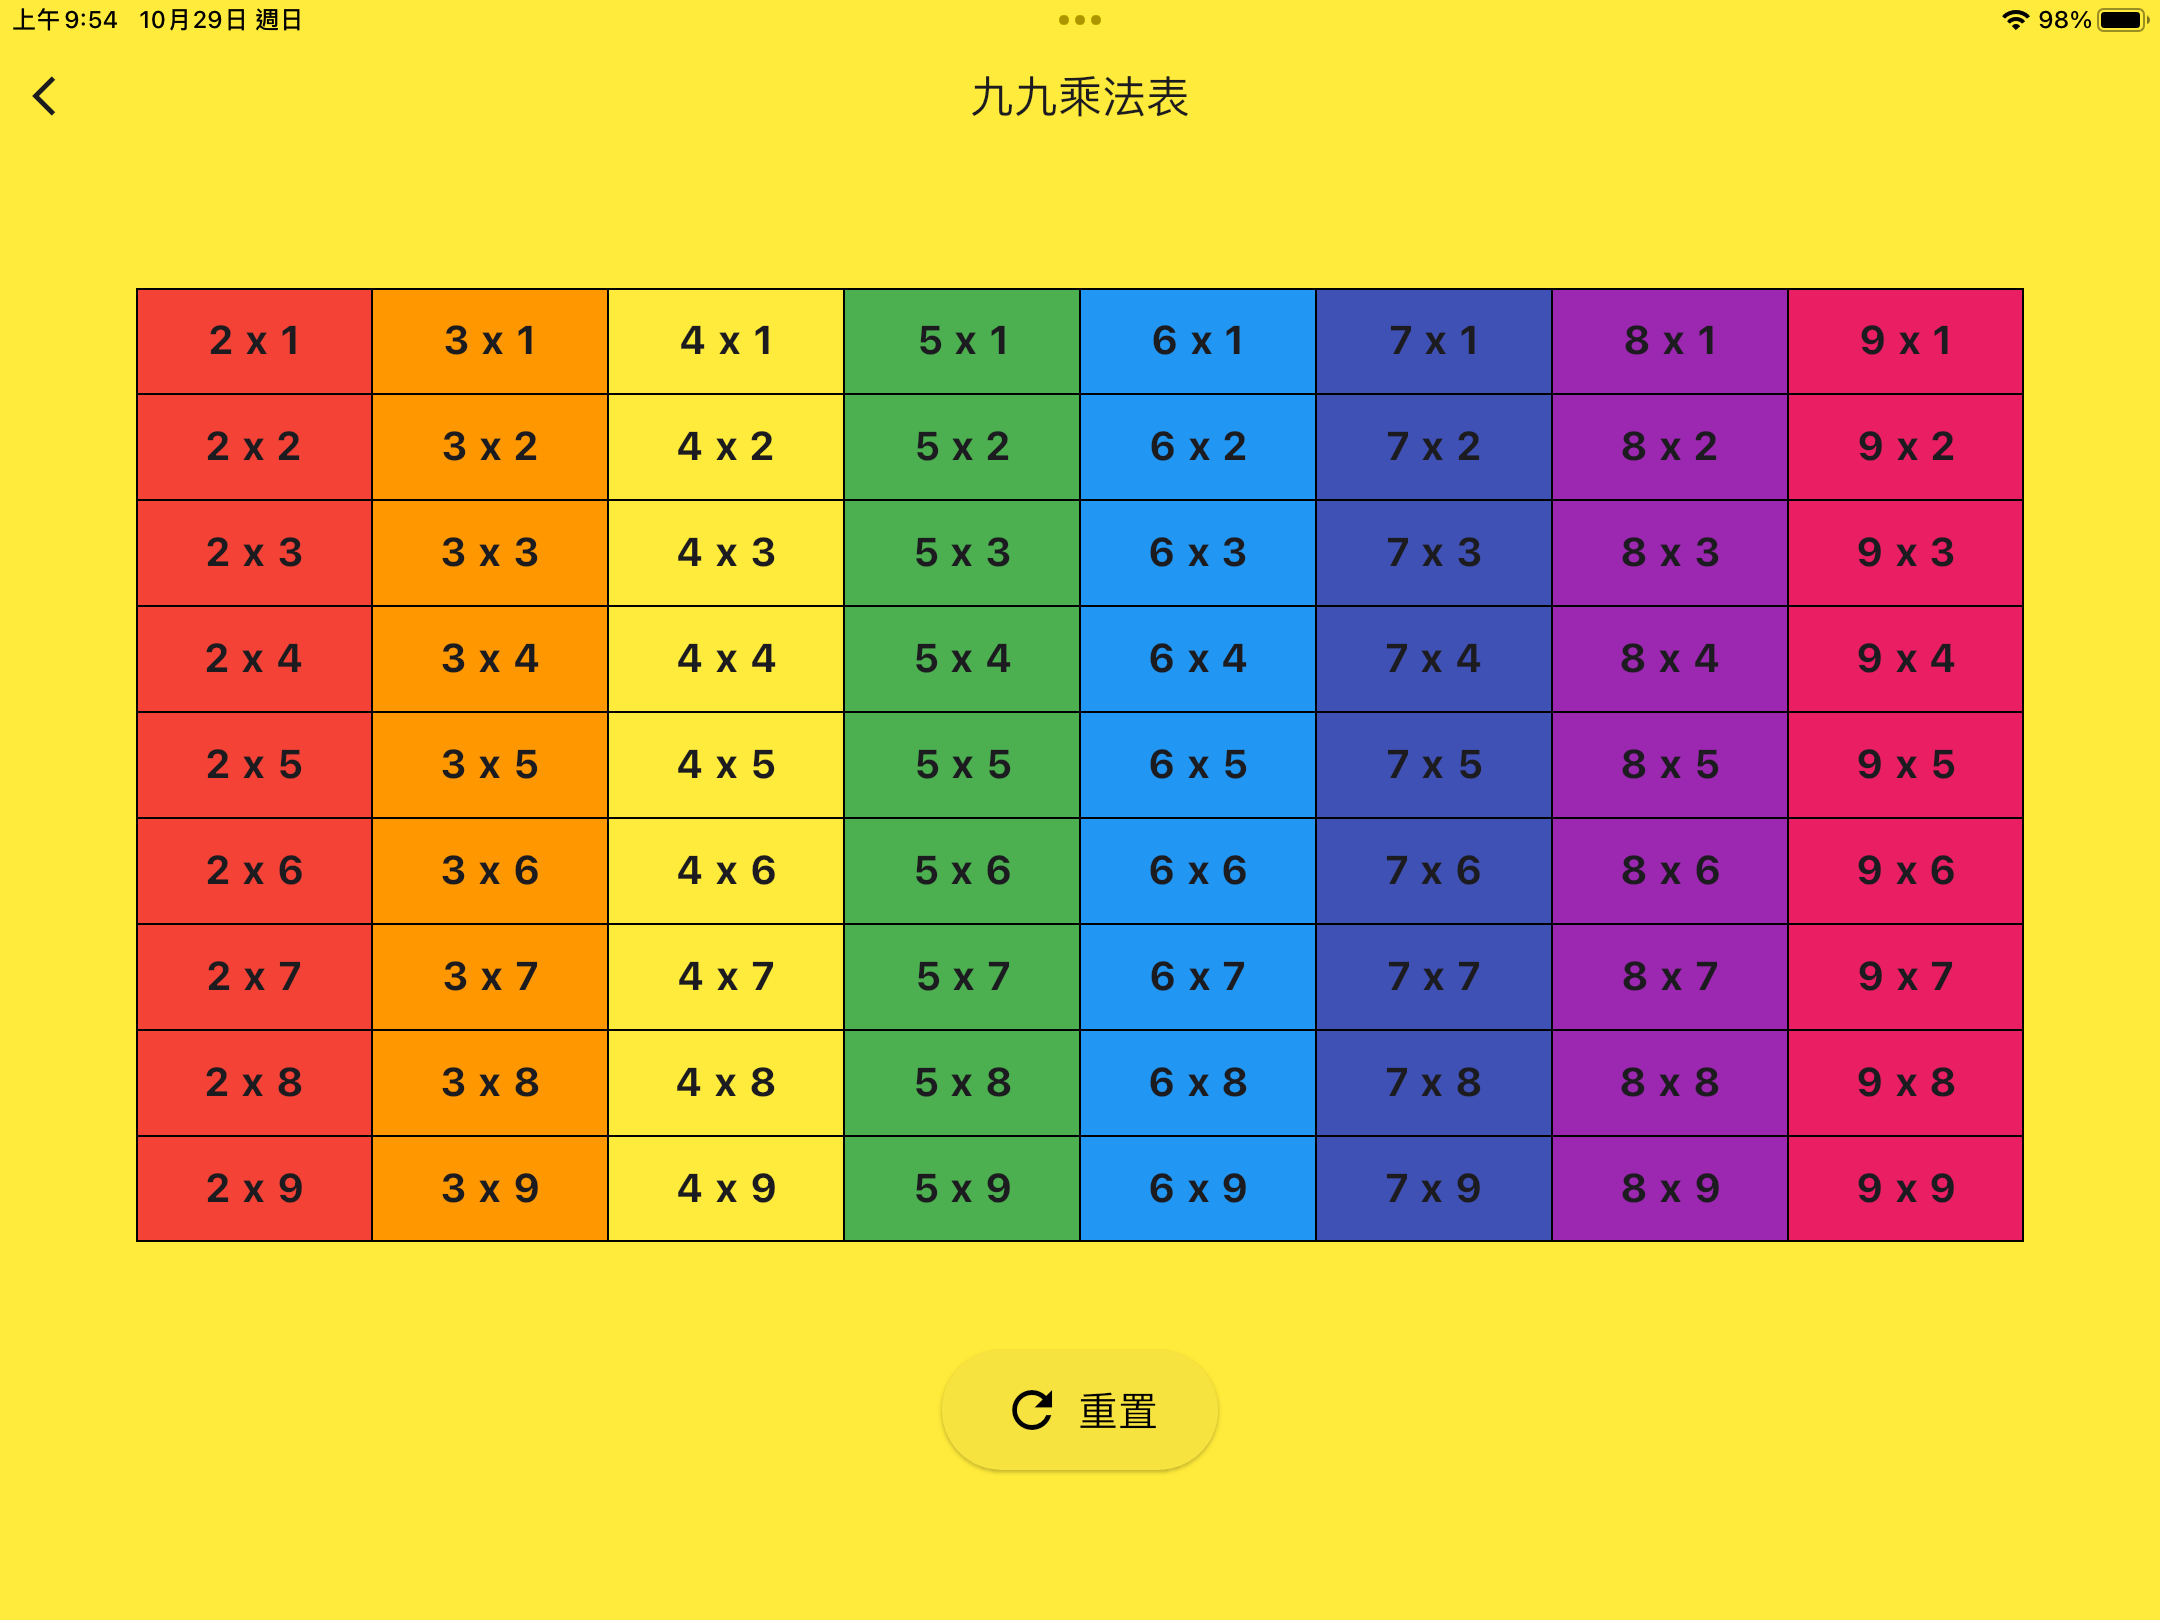 上午9:54 10月29日 週日 98%
九九乘法表
2 x 1 3 x 1 4 x 1 5 x 1 6 x 1 7 x 1 8 x 1 9 x 1
2 x 2 3 x 2 4 x 2 5 x 2 6 x 2 7 x 2 8 x 2 9 x 2
2 x 3 3 x 3 4 x 3 5 x 3 6 x 3 7 x 3 8 x 3 9 x 3
2 x 4 3 x 4 4 x 4 5 x 4 6 x 4 7 x 4 8 x 4 9 x 4
2 x 5 3 x 5 4 x 5 5 x 5 6 x 5 7 x 5 8 x 5 9 x 5
2 x 6 3 x 6 4 x 6 5 x 6 6 x 6 7 x 6 8 x 6 9 x 6
2 x 7 3 x 7 4 x 7 5 x 7 6 x 7 7 x 7 8 x 7 9 x 7
2 x 8 3 x 8 4 x 8 5 x 8 6 x 8 7 x 8 8 x 8 9 x 8
2 x 9 3 x 9 4 x 9 5 x 9 6 x 9 7 x 9 8 x 9 9 x 9
重置